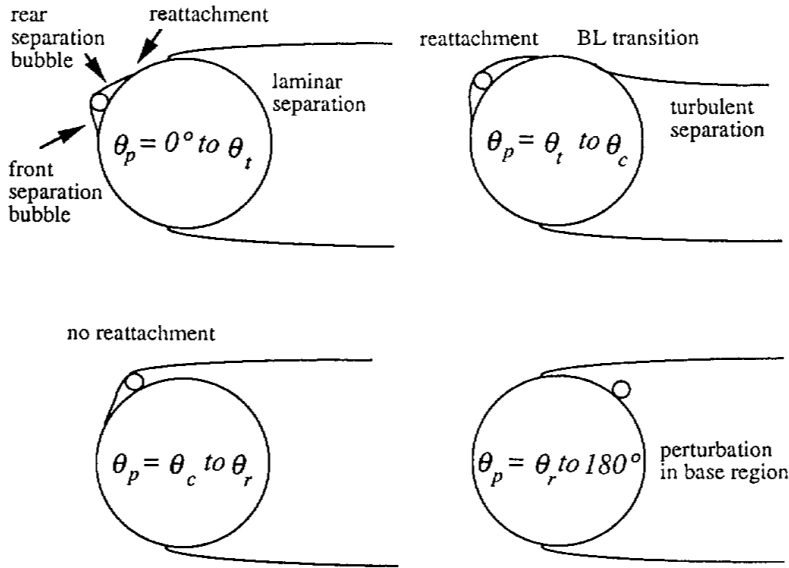 rear
separation
bubble
reattachment
laminar
separation
θp = 0° to θt
front
separation
bubble
reattachment
BL transition
turbulent
separation
θp = θt to θc
no reattachment
θp = θc to θr
θp = θr to 180°
perturbation
in base region